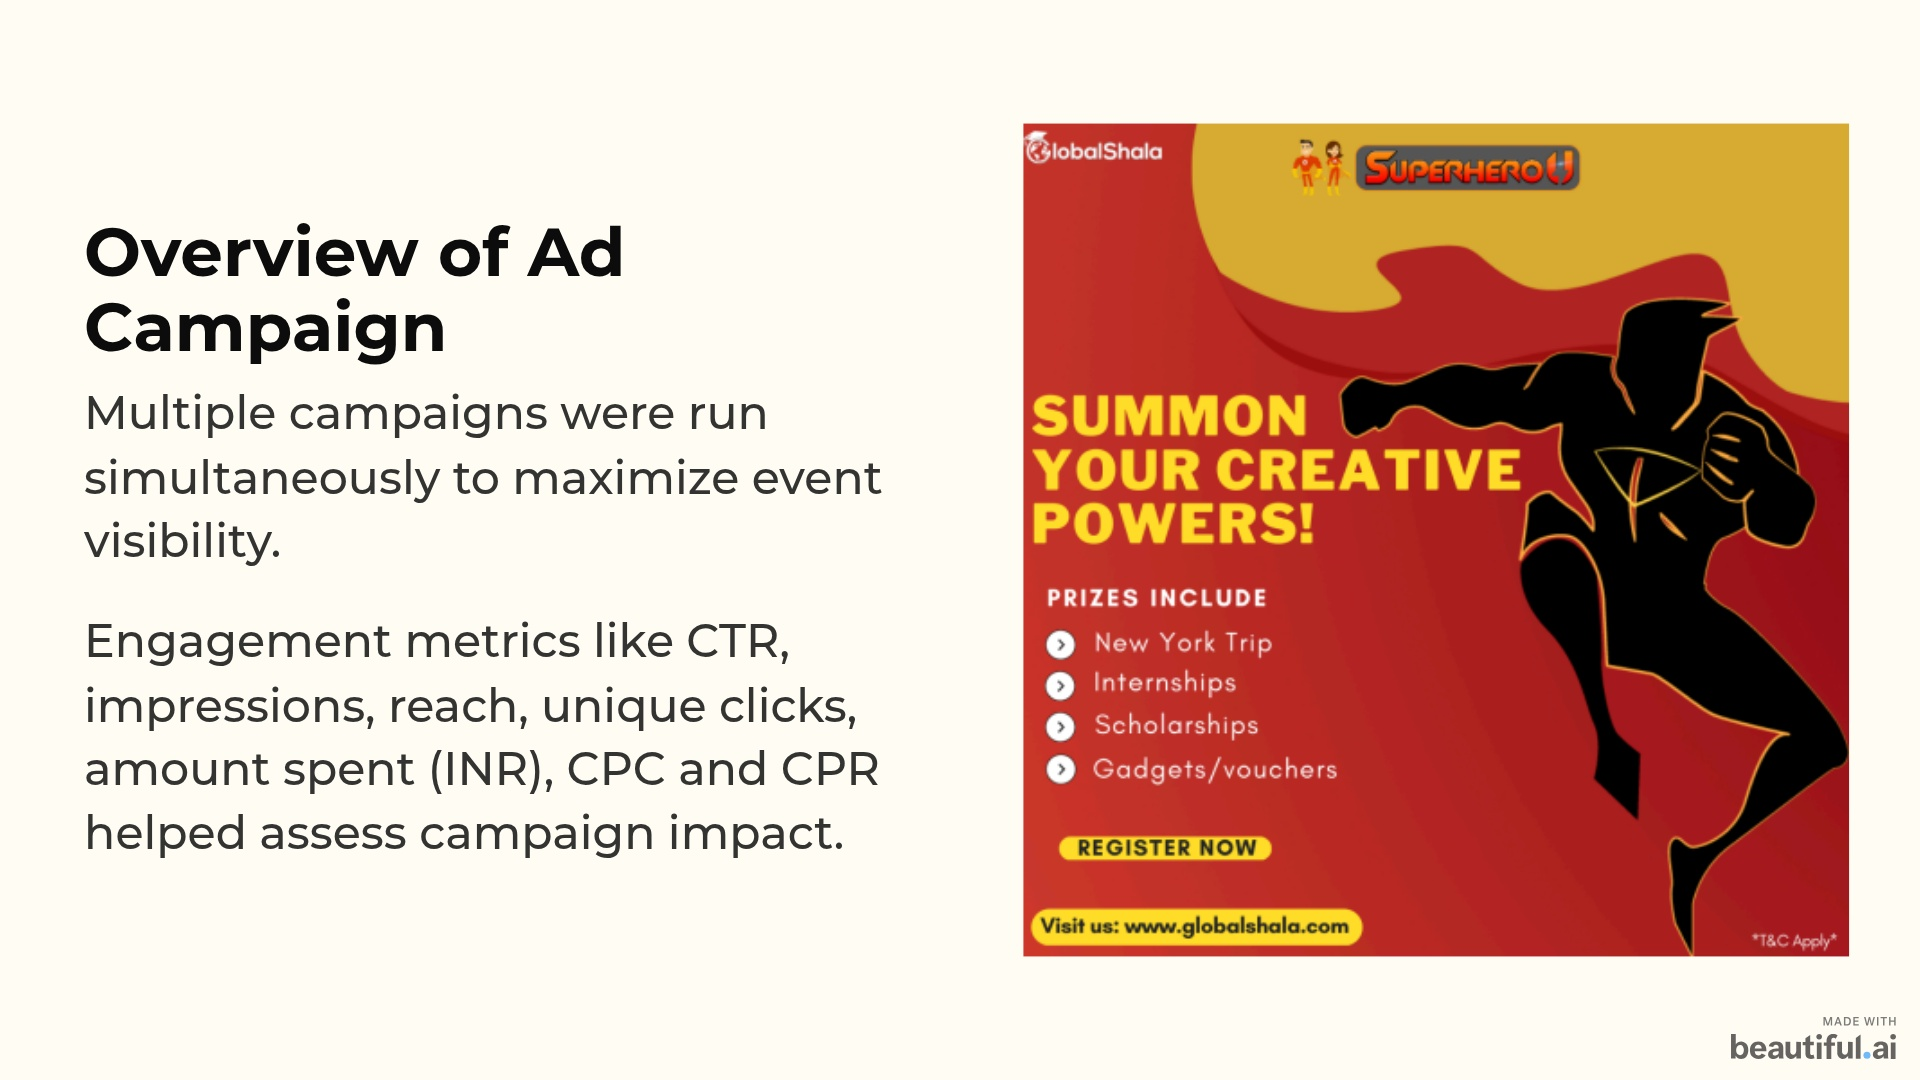 Overview of Ad
Campaign
Multiple campaigns were run
simultaneously to maximize event
visibility.
Engagement metrics like CTR,
impressions, reach, unique clicks,
amount spent (INR), CPC and CPR
helped assess campaign impact.
GlobalShala
SUPERHERO U
SUMMON
YOUR CREATIVE
POWERS!
PRIZES INCLUDE
New York Trip
Internships
Scholarships
Gadgets/vouchers
REGISTER NOW
Visit us: www.globalshala.com
*T&C Apply*
MADE WITH
beautiful.ai